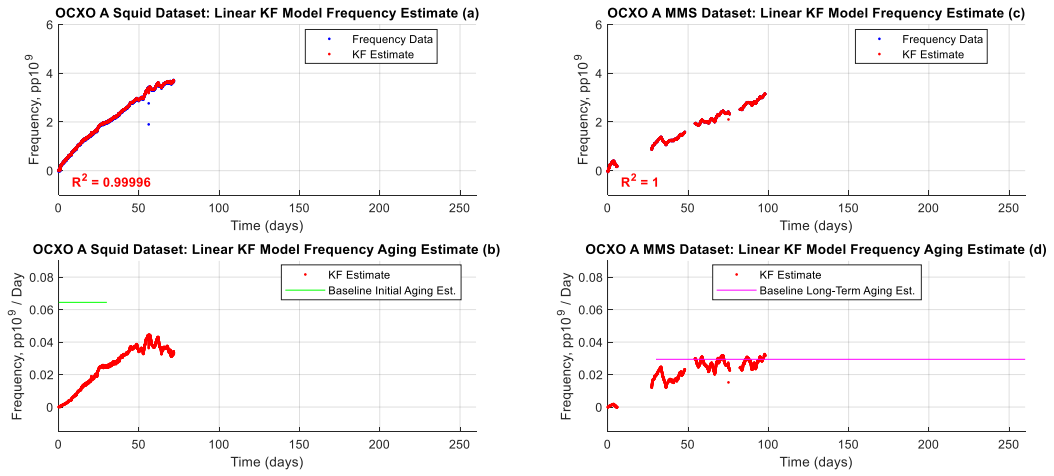 OCXO A Squid Dataset: Linear KF Model Frequency Estimate (a)
6
4
2
0
Frequency, pp10^9
Frequency Data
KF Estimate
R^2 = 0.99996
0 50 100 150 200 250
Time (days)
OCXO A MMS Dataset: Linear KF Model Frequency Estimate (c)
6
4
2
0
Frequency, pp10^9
Frequency Data
KF Estimate
R^2 = 1
0 50 100 150 200 250
Time (days)
OCXO A Squid Dataset: Linear KF Model Frequency Aging Estimate (b)
0.08
0.06
0.04
0.02
0
Frequency, pp10^9 / Day
KF Estimate
Baseline Initial Aging Est.
0 50 100 150 200 250
Time (days)
OCXO A MMS Dataset: Linear KF Model Frequency Aging Estimate (d)
0.08
0.06
0.04
0.02
0
Frequency, pp10^9 / Day
KF Estimate
Baseline Long-Term Aging Est.
0 50 100 150 200 250
Time (days)